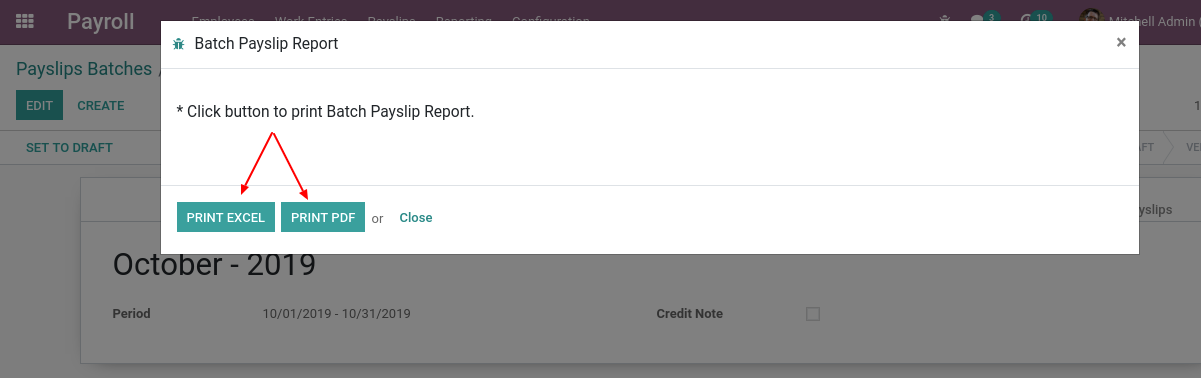 Payroll Employees Work Entries Payslips Reporting Configuration 3 10 Mitchell Admin (
Batch Payslip Report ×
Payslips Batches /
* Click button to print Batch Payslip Report.
EDIT CREATE 1
SET TO DRAFT AFT VE
PRINT EXCEL PRINT PDF or Close
yslips
October - 2019
Period 10/01/2019 - 10/31/2019 Credit Note